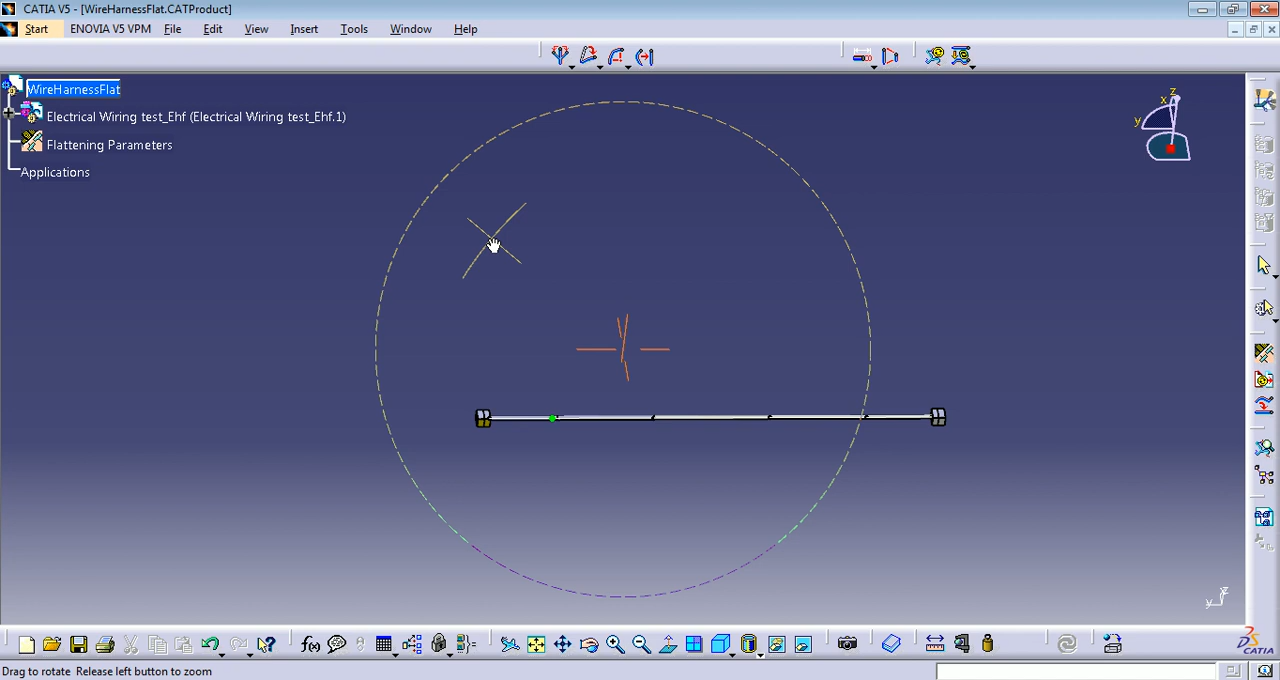 CATIA V5 - [WireHarnessFlat.CATProduct]
Start ENOVIA V5 VPM File Edit View Insert Tools Window Help
WireHarnessFlat
Electrical Wiring test_Ehf (Electrical Wiring test_Ehf.1)
Flattening Parameters
Applications
z
x
y
z
y
f(x)
CATIA
Drag to rotate Release left button to zoom